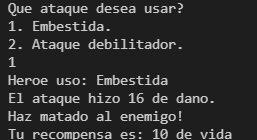 Que ataque desea usar?
1. Embestida.
2. Ataque debilitador.
1
Heroe uso: Embestida
El ataque hizo 16 de dano.
Haz matado al enemigo!
Tu recompensa es: 10 de vida